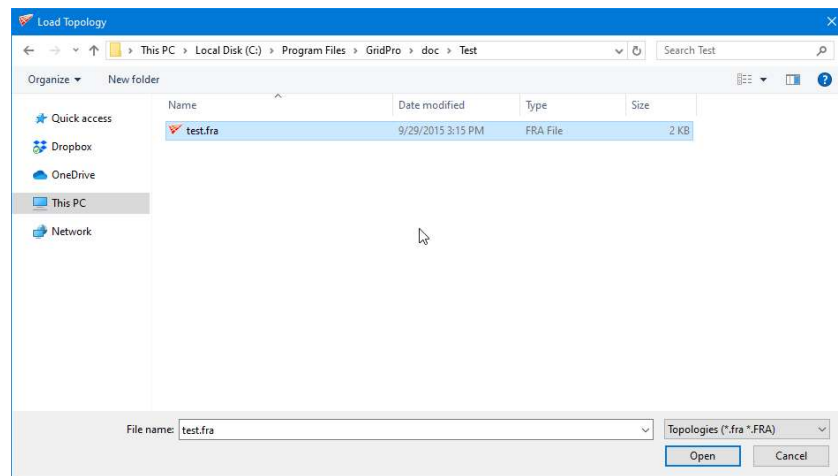 Load Topology
This PC > Local Disk (C:) > Program Files > GridPro > doc > Test
Search Test
Organize
New folder
Name
Date modified
Type
Size
Quick access
Dropbox
OneDrive
This PC
Network
test.fra
9/29/2015 3:15 PM
FRA File
2 KB
File name:
test.fra
Topologies (*.fra *.FRA)
Open
Cancel